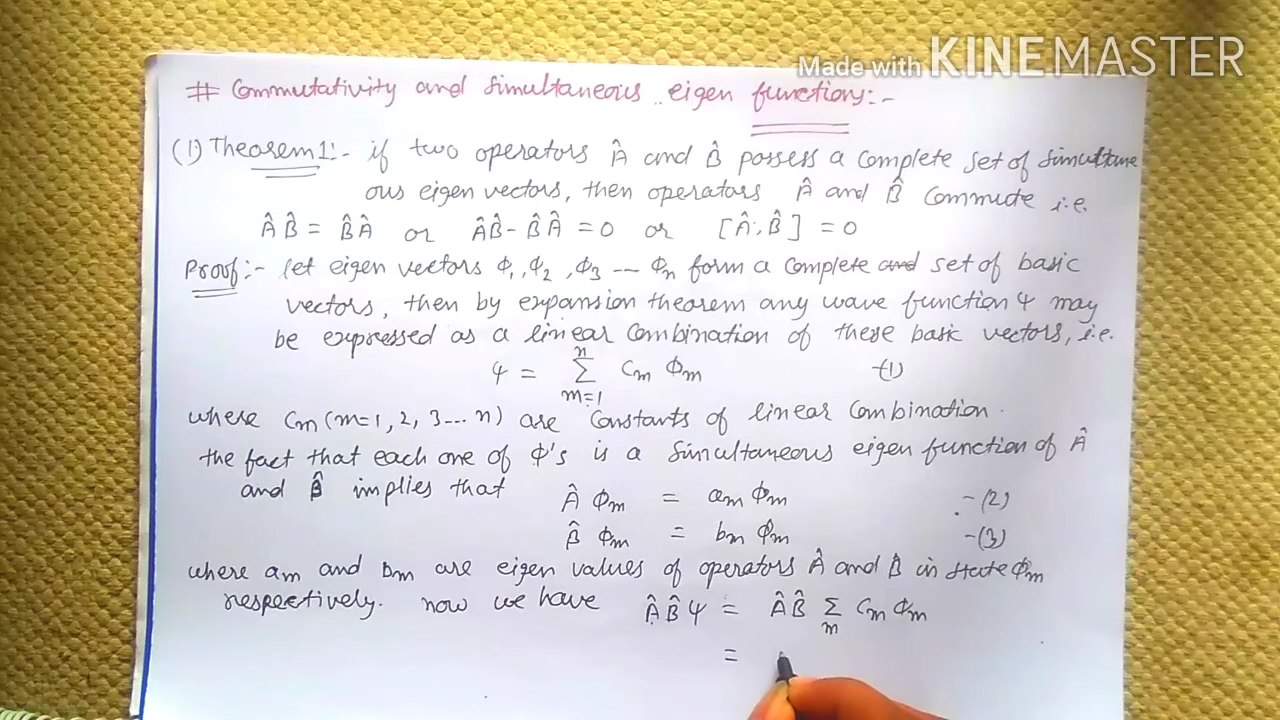 Made with KINEMASTER
# Commutativity and Simultaneous eigen functions:-
(1) Theorem 1:- if two operators Â and B̂ possess a Complete set of Simultane
ous eigen vectors, then operators Â and B̂ Commute i.e.
ÂB̂ = B̂Â or ÂB̂ - B̂Â = 0 or [Â, B̂] = 0
Proof:- let eigen vectors Φ₁, Φ₂, Φ₃ --- Φₙ form a Complete and set of basic
vectors, then by expansion theorem any wave function Ψ may
be expressed as a linear Combination of these basic vectors, i.e.
Ψ = n Σ m=1 Cm Φm -(1)
where Cm (m=1, 2, 3... n) are Constants of linear Combination.
the fact that each one of Φ's is a Simultaneous eigen function of Â
and B̂ implies that Â Φm = am Φm -(2)
B̂ Φm = bm Φm -(3)
where am and bm are eigen values of operators Â and B̂ in state Φm
respectively. now we have ÂB̂Ψ = ÂB̂ Σ m Cm Φm
=